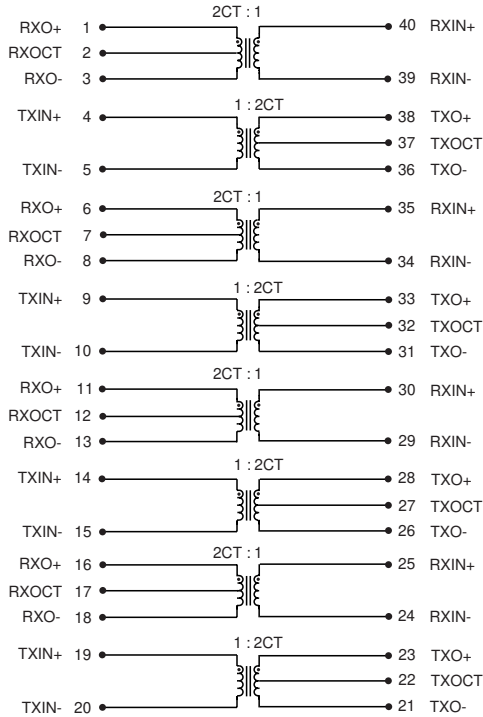 2CT : 1
RXO+ 1 40 RXIN+
RXOCT 2
RXO- 3 39 RXIN-
1 : 2CT
TXIN+ 4 38 TXO+
37 TXOCT
TXIN- 5 36 TXO-
2CT : 1
RXO+ 6 35 RXIN+
RXOCT 7
RXO- 8 34 RXIN-
1 : 2CT
TXIN+ 9 33 TXO+
32 TXOCT
TXIN- 10 31 TXO-
2CT : 1
RXO+ 11 30 RXIN+
RXOCT 12
RXO- 13 29 RXIN-
1 : 2CT
TXIN+ 14 28 TXO+
27 TXOCT
TXIN- 15 26 TXO-
2CT : 1
RXO+ 16 25 RXIN+
RXOCT 17
RXO- 18 24 RXIN-
1 : 2CT
TXIN+ 19 23 TXO+
22 TXOCT
TXIN- 20 21 TXO-